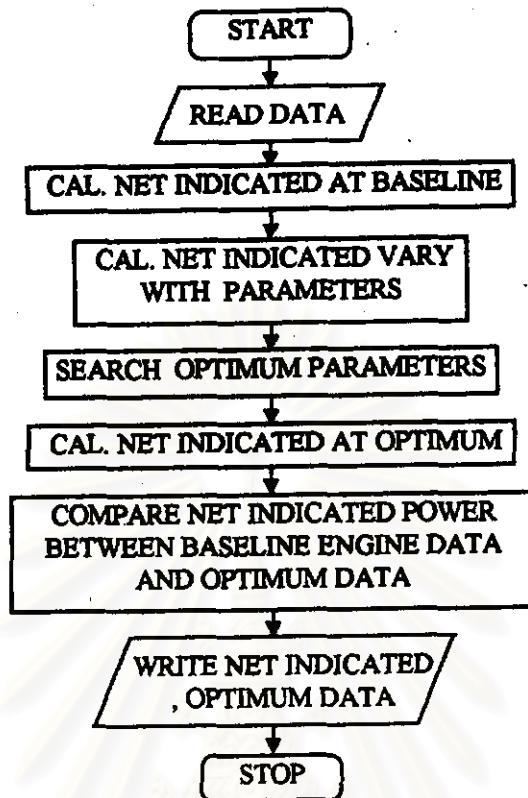 START
READ DATA
CAL. NET INDICATED AT BASELINE
CAL. NET INDICATED VARY
WITH PARAMETERS
SEARCH OPTIMUM PARAMETERS
CAL. NET INDICATED AT OPTIMUM
COMPARE NET INDICATED POWER
BETWEEN BASELINE ENGINE DATA
AND OPTIMUM DATA
WRITE NET INDICATED
, OPTIMUM DATA
STOP